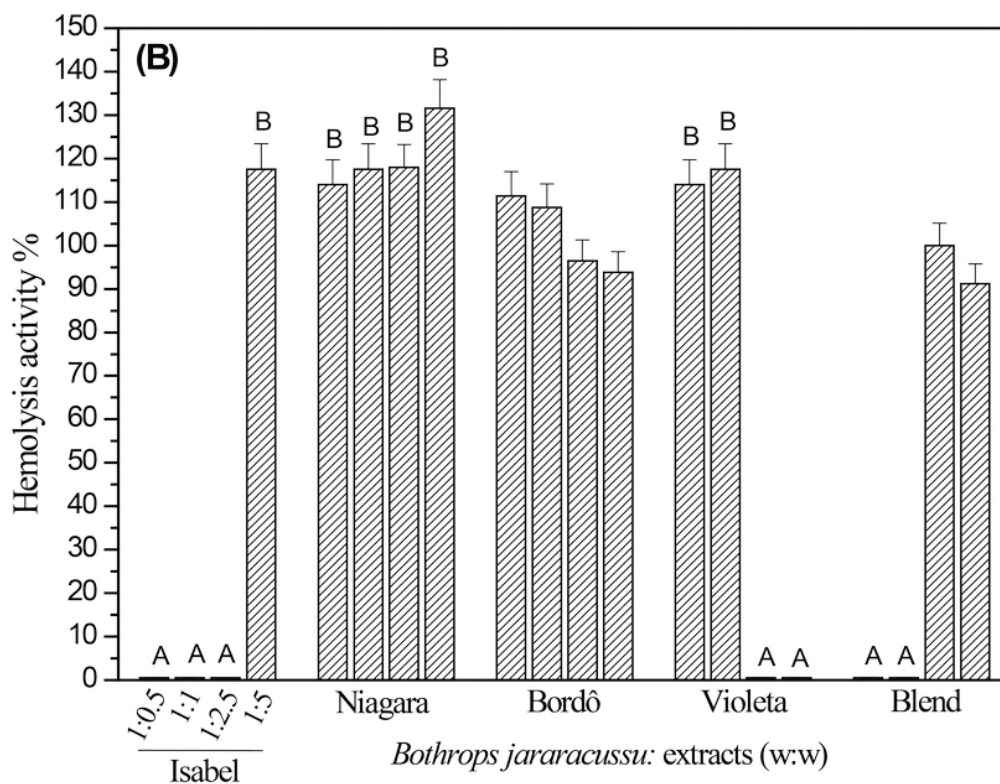 (B)
Hemolysis activity %
150
140
130
120
110
100
90
80
70
60
50
40
30
20
10
0
A A A B
B B B B
B B A A
A A
1:0.5 1:1 1:2.5 1:5
Isabel
Niagara Bordô Violeta Blend
Bothrops jararacussu: extracts (w:w)